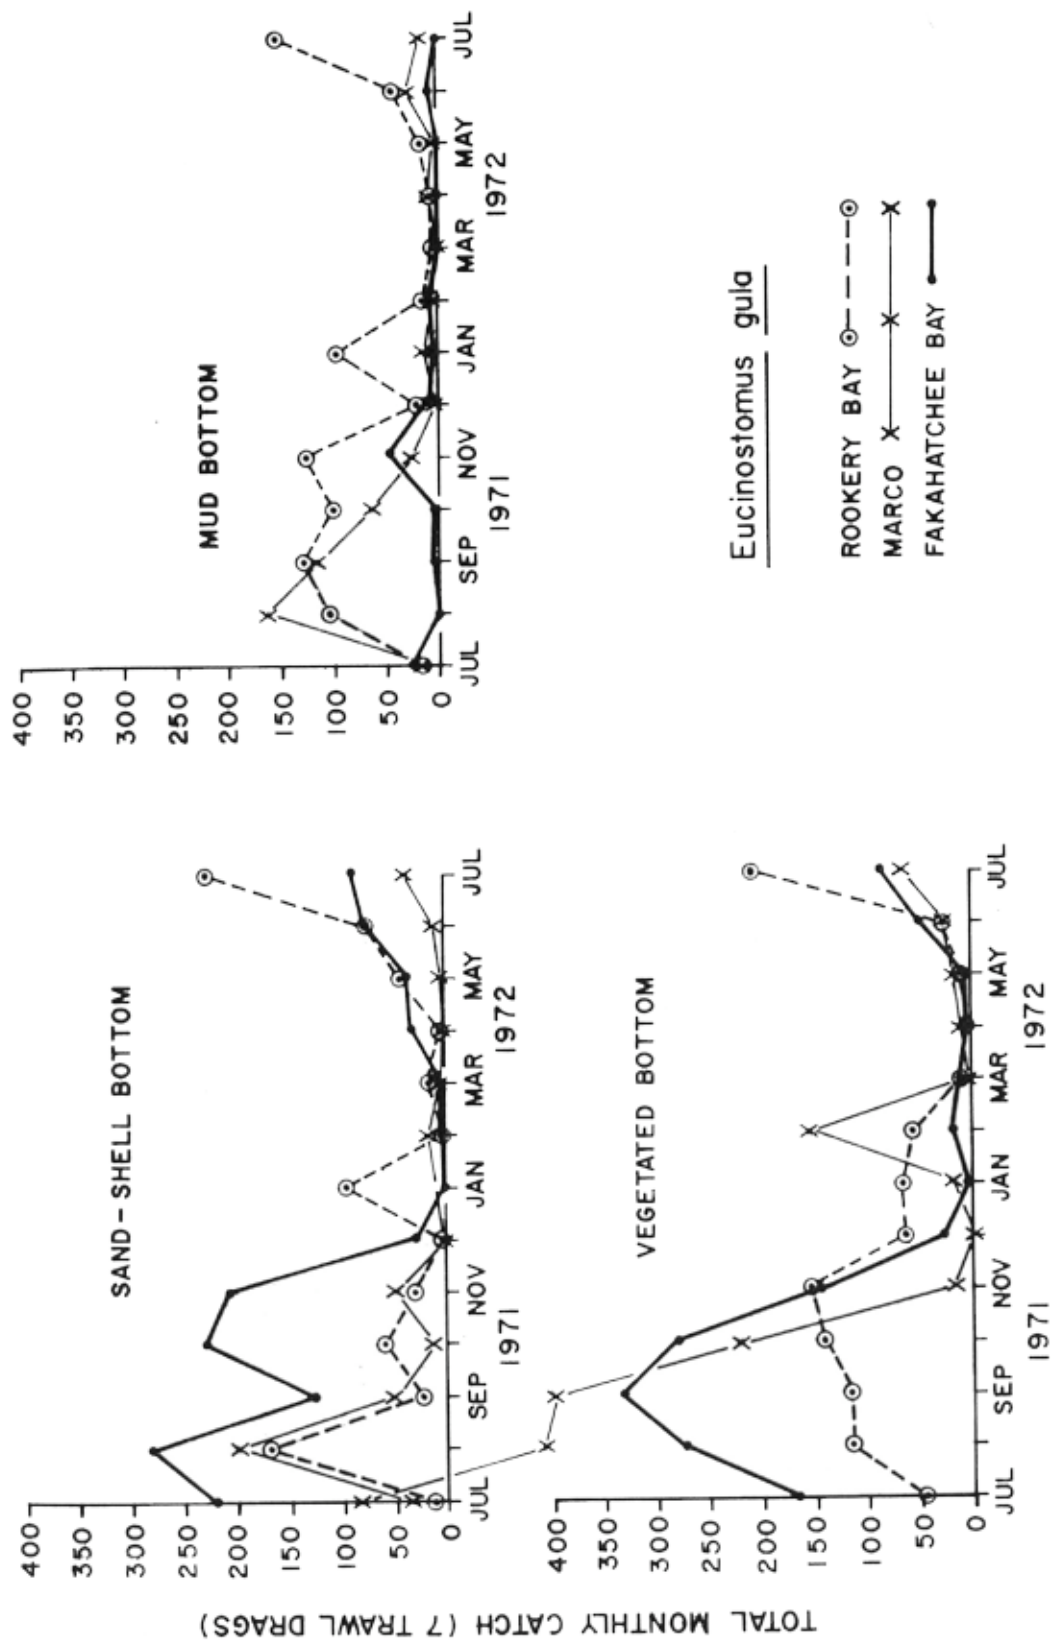 TOTAL MONTHLY CATCH (7 TRAWL DRAGS)
SAND-SHELL BOTTOM
400
350
300
250
200
150
100
50
0
JUL SEP NOV JAN MAR MAY JUL
1971 1972
MUD BOTTOM
400
350
300
250
200
150
100
50
0
JUL SEP NOV JAN MAR MAY JUL
1971 1972
VEGETATED BOTTOM
400
350
300
250
200
150
100
50
0
JUL SEP NOV JAN MAR MAY JUL
1971 1972
Eucinostomus gula
ROOKERY BAY
MARCO
FAKAHATCHEE BAY